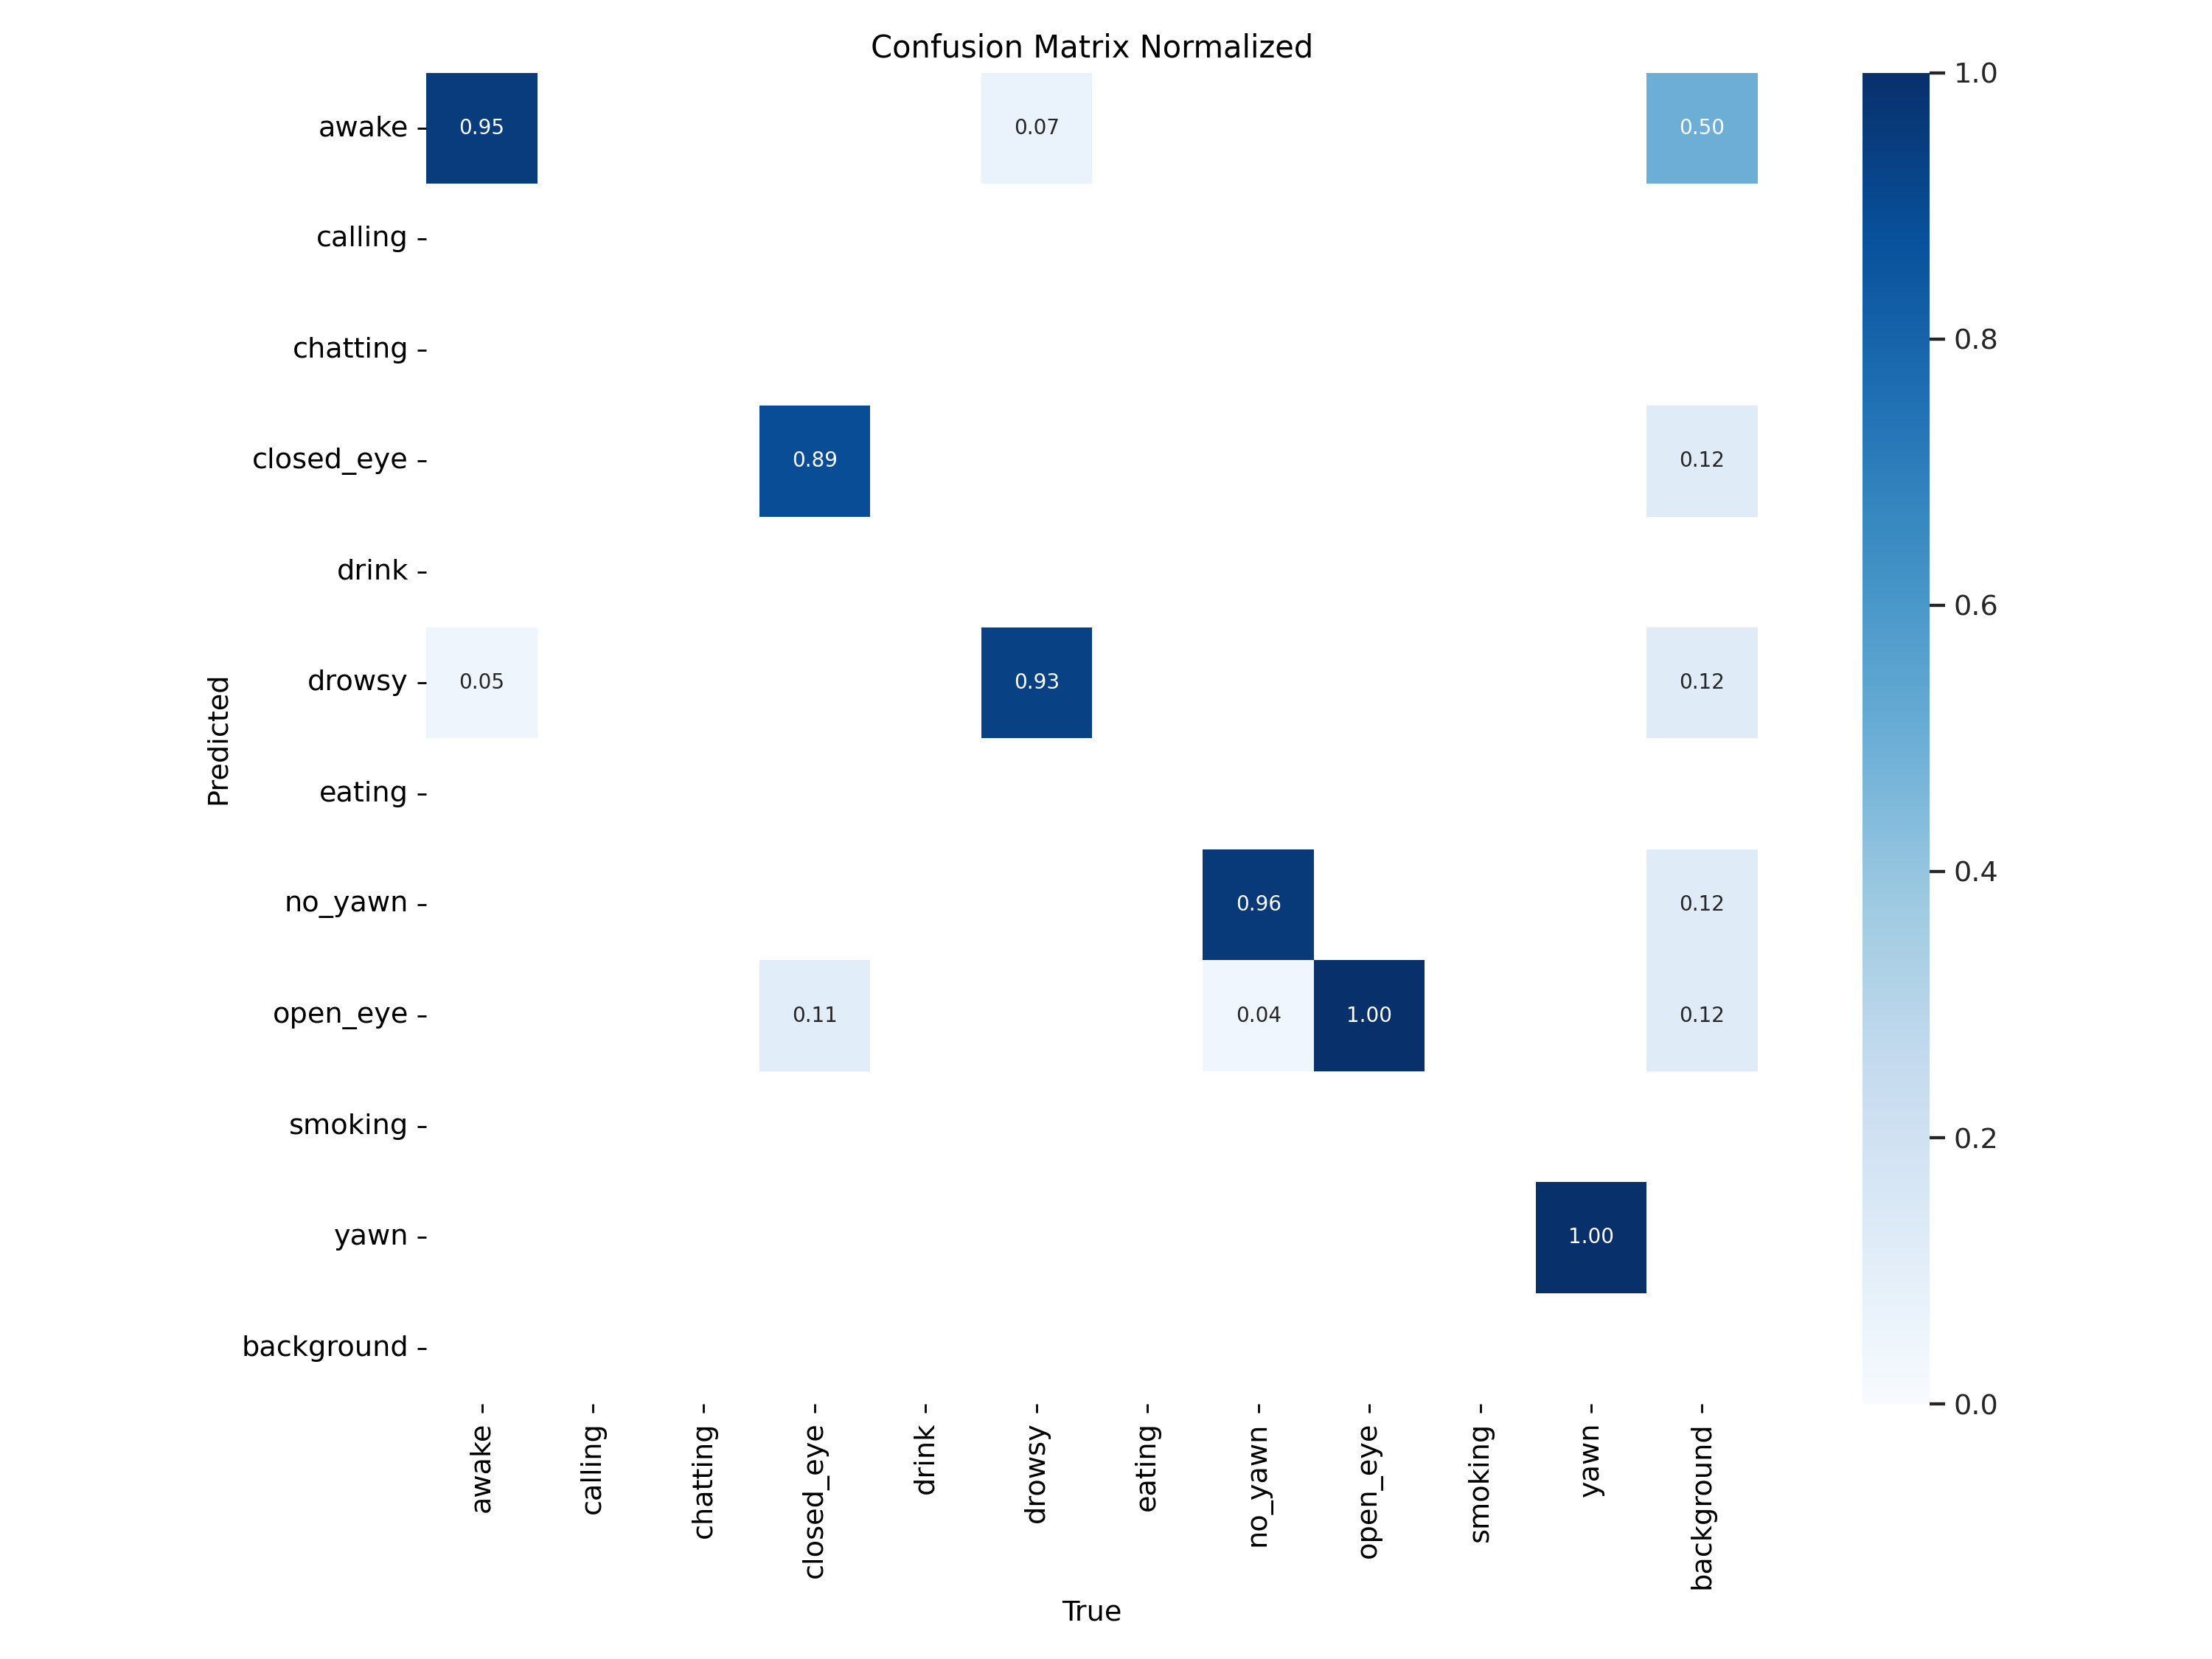 Confusion Matrix Normalized
awake
0.95
0.07
0.50
calling
chatting
closed_eye
0.89
0.12
drink
drowsy
0.05
0.93
0.12
eating
no_yawn
0.96
0.12
open_eye
0.11
0.04
1.00
0.12
smoking
yawn
1.00
background
Predicted
awake
calling
chatting
closed_eye
drink
drowsy
eating
no_yawn
open_eye
smoking
yawn
background
True
1.0
0.8
0.6
0.4
0.2
0.0